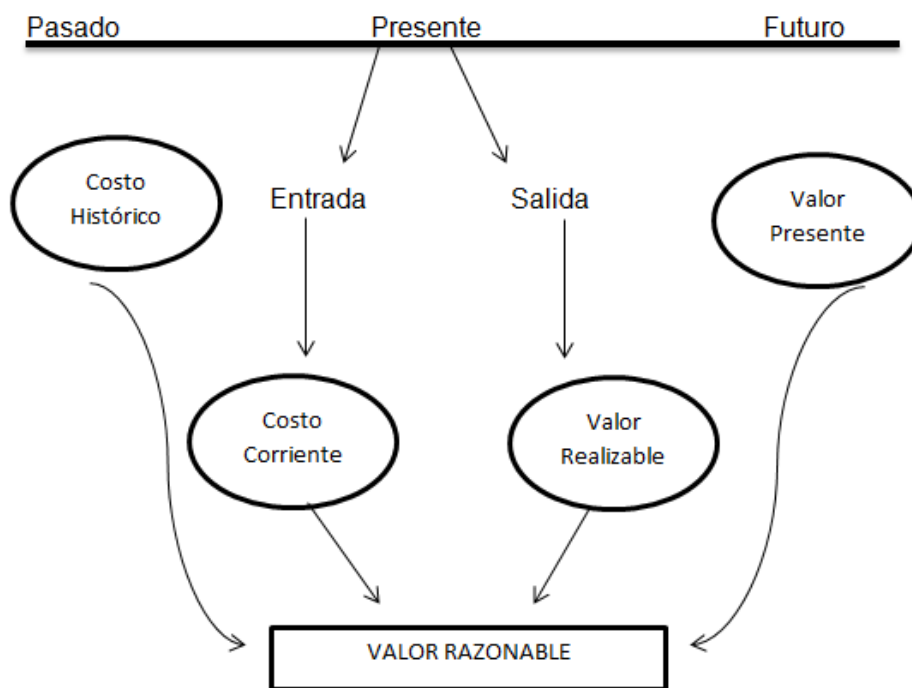 Pasado Presente Futuro
Costo
Histórico
Entrada
Salida
Valor
Presente
Costo
Corriente
Valor
Realizable
VALOR RAZONABLE